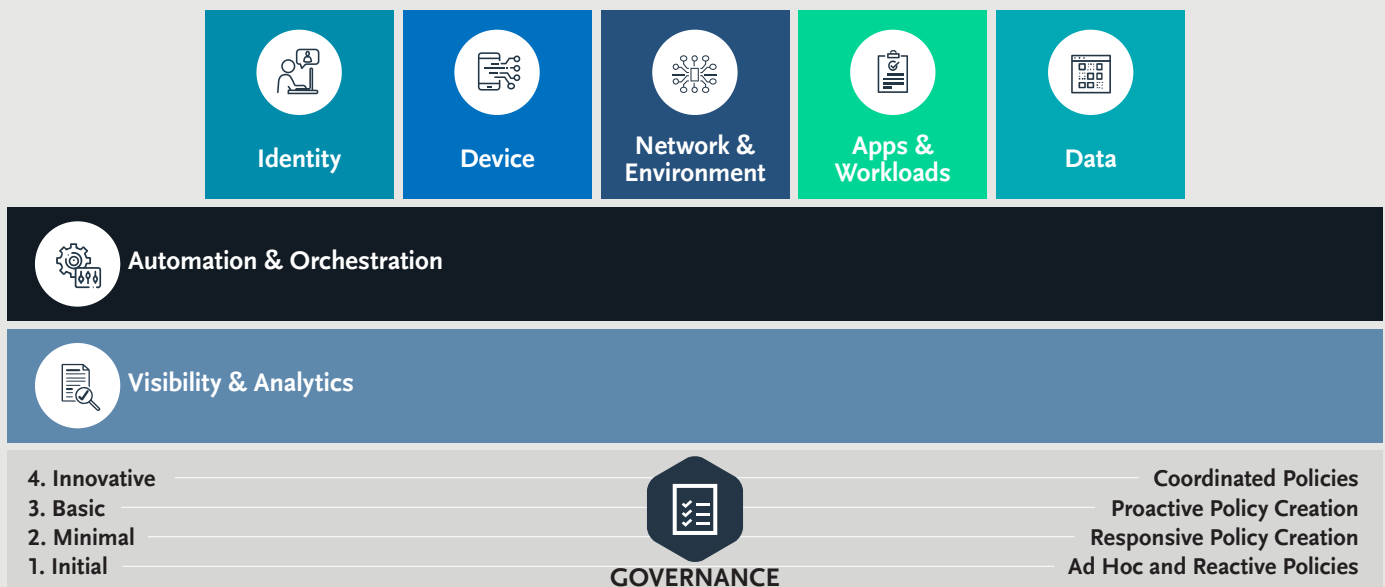 Identity
Device
Network &
Environment
Apps &
Workloads
Data
Automation & Orchestration
Visibility & Analytics
4. Innovative
Coordinated Policies
3. Basic
Proactive Policy Creation
2. Minimal
Responsive Policy Creation
1. Initial
Ad Hoc and Reactive Policies
GOVERNANCE